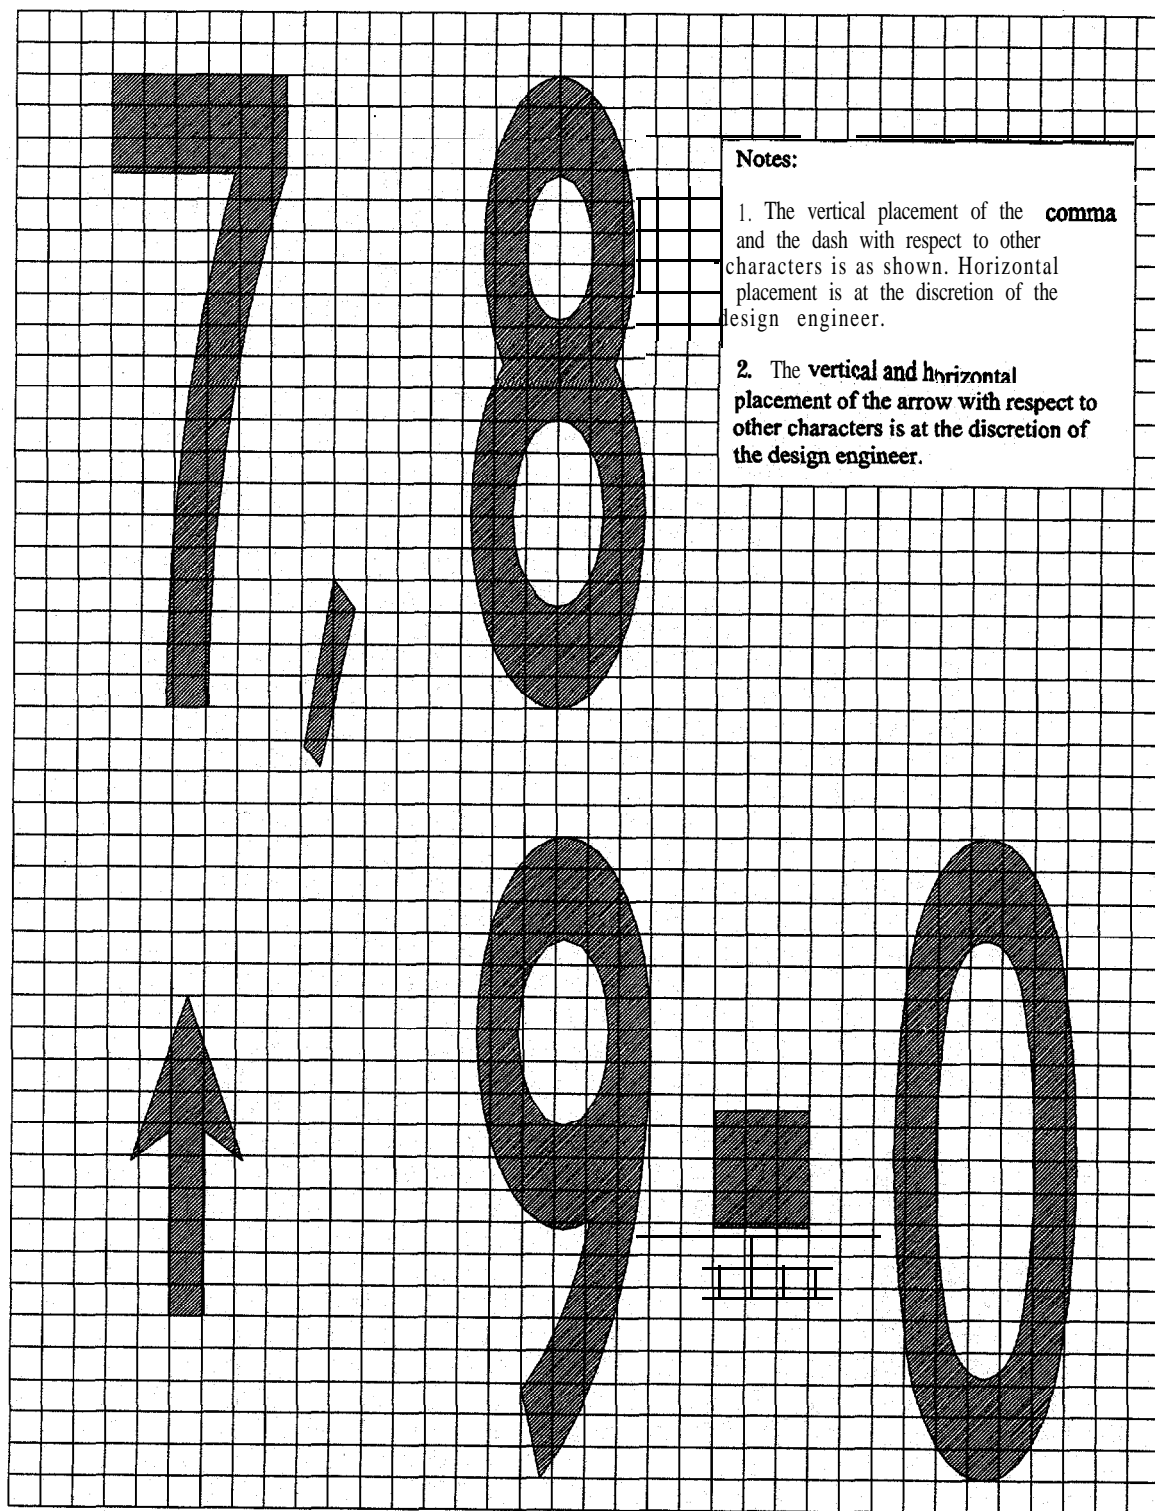 7,
8
Notes:
1. The vertical placement of the comma
and the dash with respect to other
characters is as shown. Horizontal
placement is at the discretion of the
design engineer.
2. The vertical and horizontal
placement of the arrow with respect to
other characters is at the discretion of
the design engineer.
↑ 9 - 0